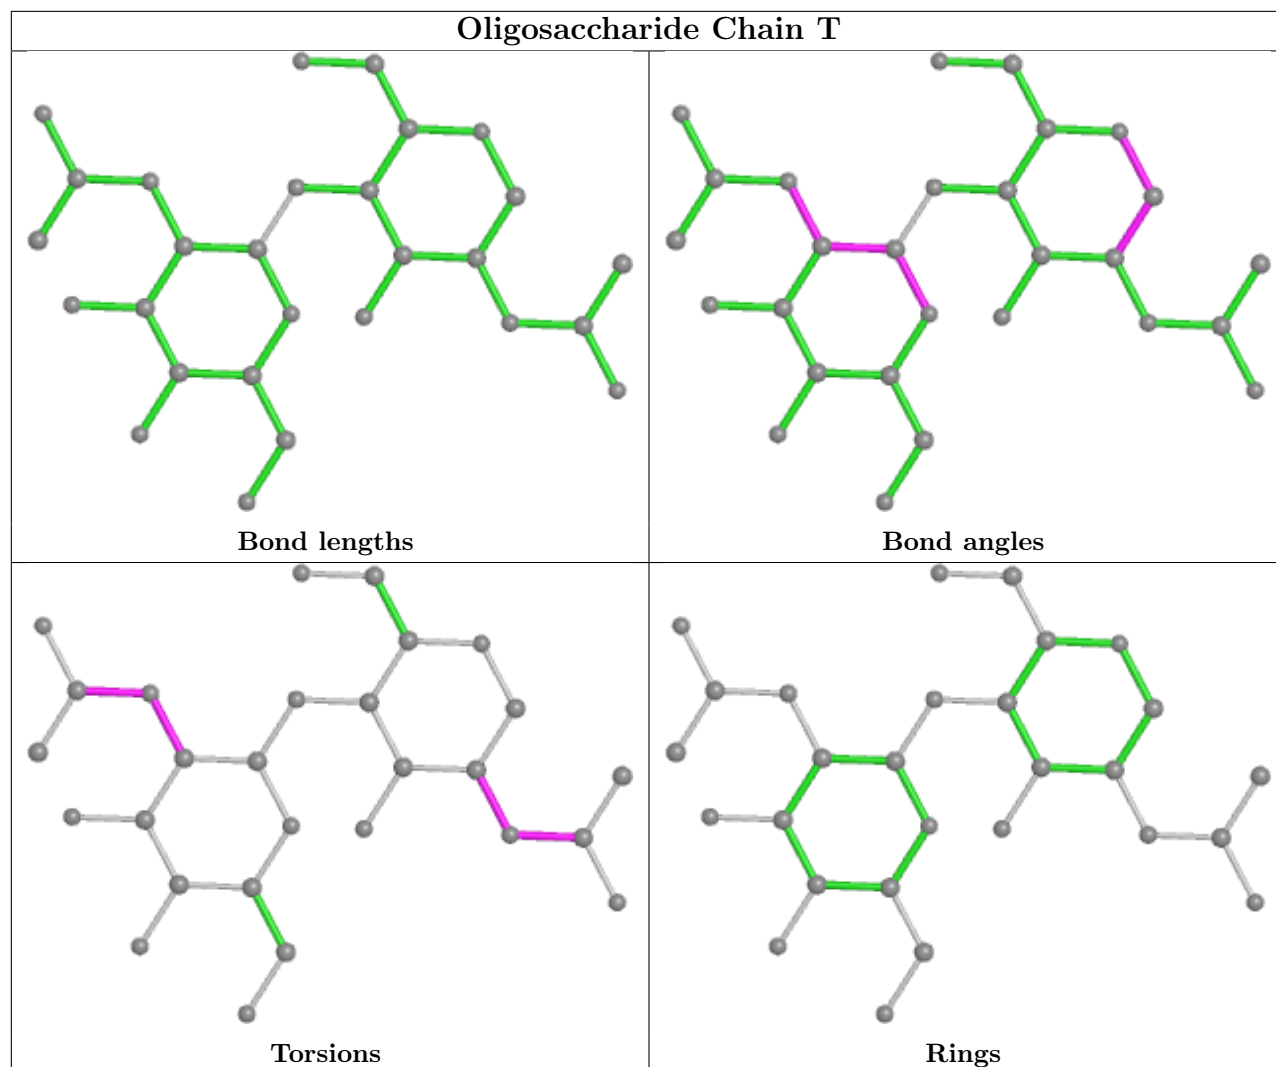 Oligosaccharide Chain T
Bond lengths
Bond angles
Torsions
Rings